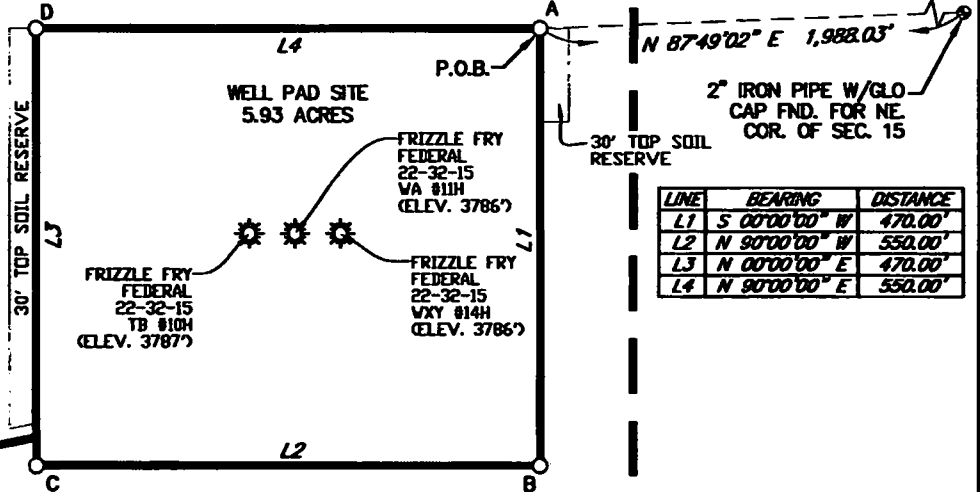 D
A
L4
N 87°49'02" E 1,988.03'
P.O.B.
WELL PAD SITE
5.93 ACRES
2" IRON PIPE W/GLO
CAP FND. FOR NE.
COR. OF SEC. 15
30' TOP SOIL RESERVE
FRIZZLE FRY
FEDERAL
22-32-15
WA #11H
(ELEV. 3786')
30' TOP SOIL
RESERVE
LINE BEARING DISTANCE
L1 S 00°00'00" W 470.00'
L2 N 90°00'00" W 550.00'
L3 N 00°00'00" E 470.00'
L4 N 90°00'00" E 550.00'
L3
L1
FRIZZLE FRY
FEDERAL
22-32-15
TB #10H
(ELEV. 3787')
FRIZZLE FRY
FEDERAL
22-32-15
WXY #14H
(ELEV. 3786')
L2
C
B